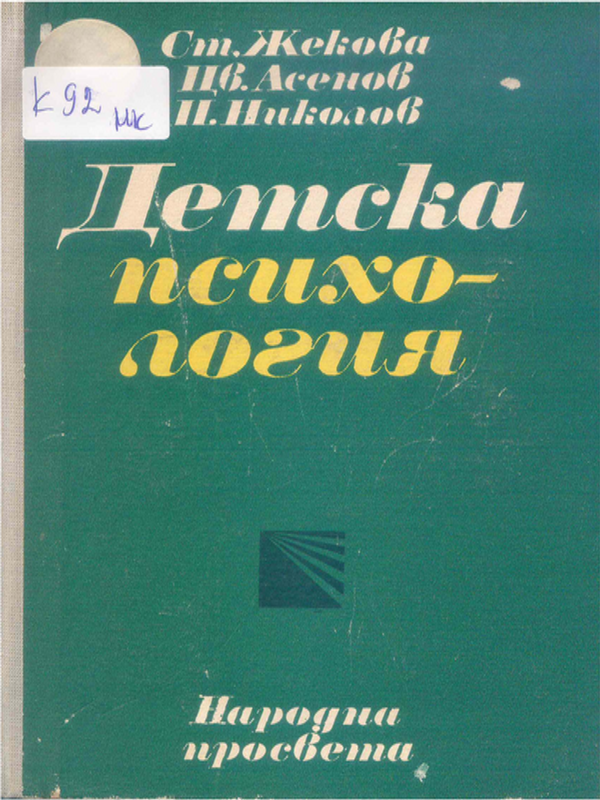 Ст. Жекова
Цв. Асенов
П. Николов
к 92 мк
Детска
психо-
логия
Народна
просвета